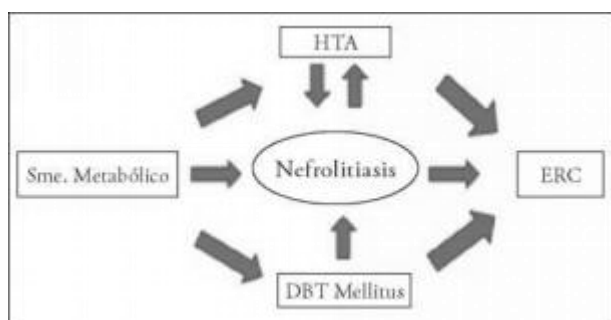 HTA
Sme. Metabólico
Nefrolitiasis
ERC
DBT Mellitus